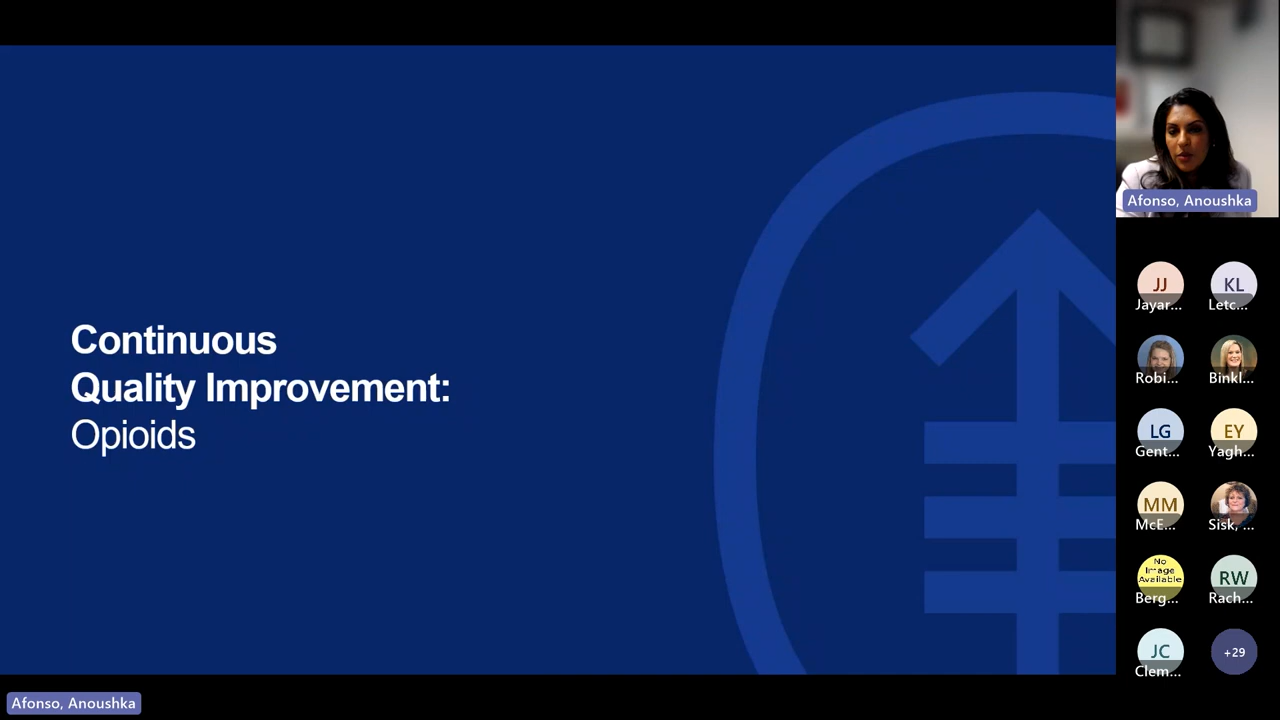 Continuous
Quality Improvement:
Opioids
Afonso, Anoushka
JJ
KL
Jayar...
Letc...
Robi...
Binkl...
LG
EY
Gent...
Yagh...
MM
McE...
Sisk, ...
No
Image
Available
RW
Berg...
Rach...
JC
+29
Clem...
Afonso, Anoushka